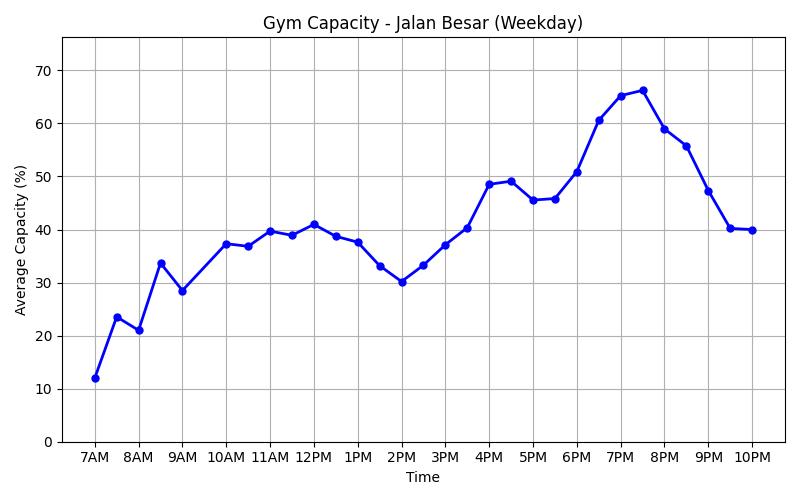 Gym Capacity - Jalan Besar (Weekday)
Average Capacity (%)
70
60
50
40
30
20
10
0
7AM 8AM 9AM 10AM 11AM 12PM 1PM 2PM 3PM 4PM 5PM 6PM 7PM 8PM 9PM 10PM
Time